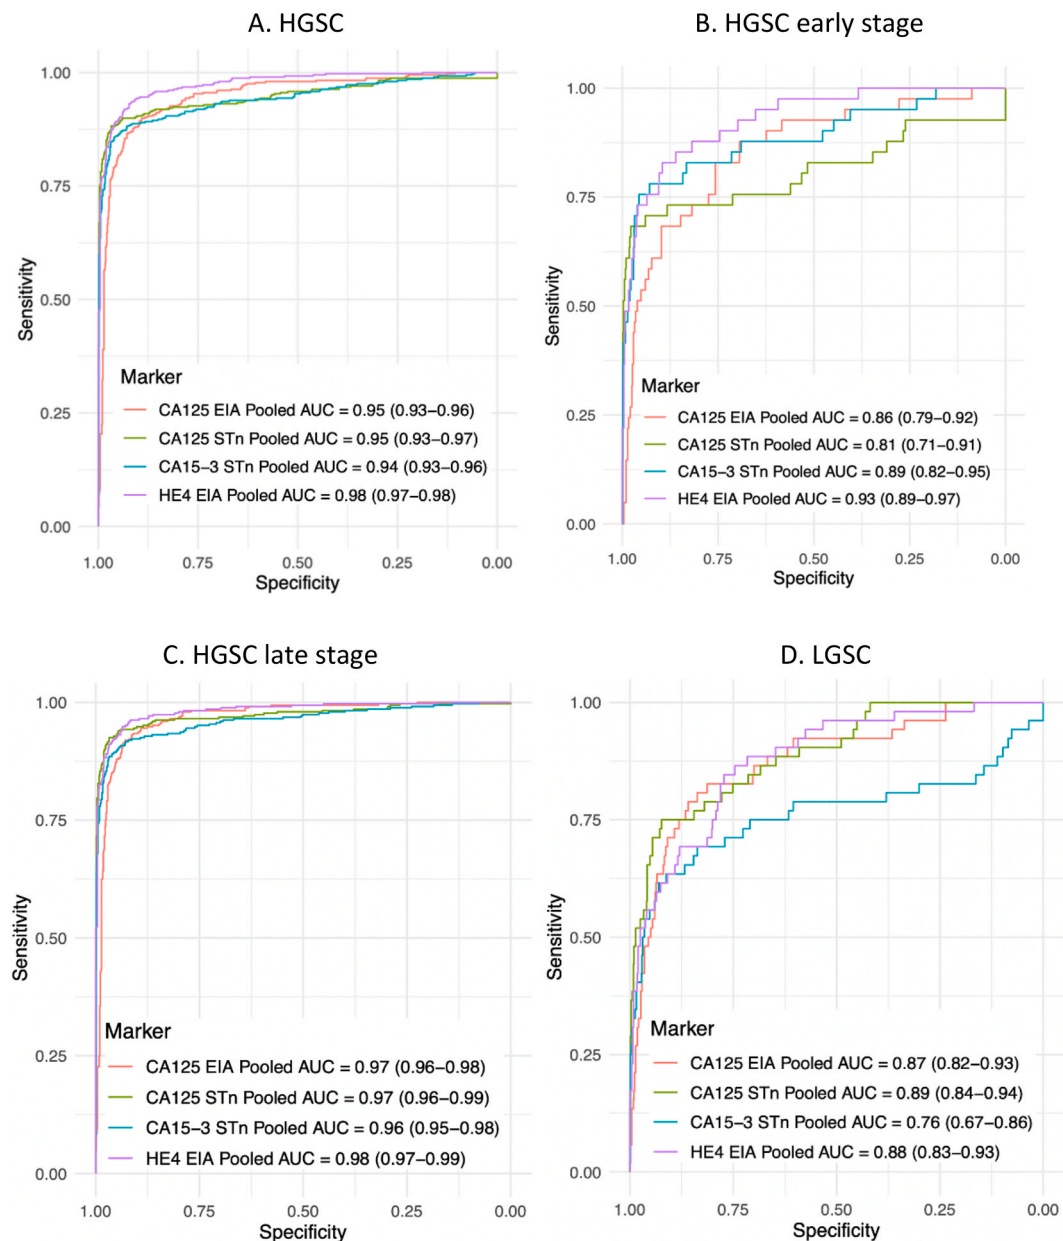 A. HGSC
1.00
0.75
0.50
0.25
0.00
Sensitivity
Marker
CA125 EIA Pooled AUC = 0.95 (0.93–0.96)
CA125 STn Pooled AUC = 0.95 (0.93–0.97)
CA15–3 STn Pooled AUC = 0.94 (0.93–0.96)
HE4 EIA Pooled AUC = 0.98 (0.97–0.98)
1.00 0.75 0.50 0.25 0.00
Specificity
B. HGSC early stage
1.00
0.75
0.50
0.25
0.00
Sensitivity
Marker
CA125 EIA Pooled AUC = 0.86 (0.79–0.92)
CA125 STn Pooled AUC = 0.81 (0.71–0.91)
CA15–3 STn Pooled AUC = 0.89 (0.82–0.95)
HE4 EIA Pooled AUC = 0.93 (0.89–0.97)
1.00 0.75 0.50 0.25 0.00
Specificity
C. HGSC late stage
1.00
0.75
0.50
0.25
0.00
Sensitivity
Marker
CA125 EIA Pooled AUC = 0.97 (0.96–0.98)
CA125 STn Pooled AUC = 0.97 (0.96–0.99)
CA15–3 STn Pooled AUC = 0.96 (0.95–0.98)
HE4 EIA Pooled AUC = 0.98 (0.97–0.99)
1.00 0.75 0.50 0.25 0.00
Specificity
D. LGSC
1.00
0.75
0.50
0.25
0.00
Sensitivity
Marker
CA125 EIA Pooled AUC = 0.87 (0.82–0.93)
CA125 STn Pooled AUC = 0.89 (0.84–0.94)
CA15–3 STn Pooled AUC = 0.76 (0.67–0.86)
HE4 EIA Pooled AUC = 0.88 (0.83–0.93)
1.00 0.75 0.50 0.25 0.00
Specificity